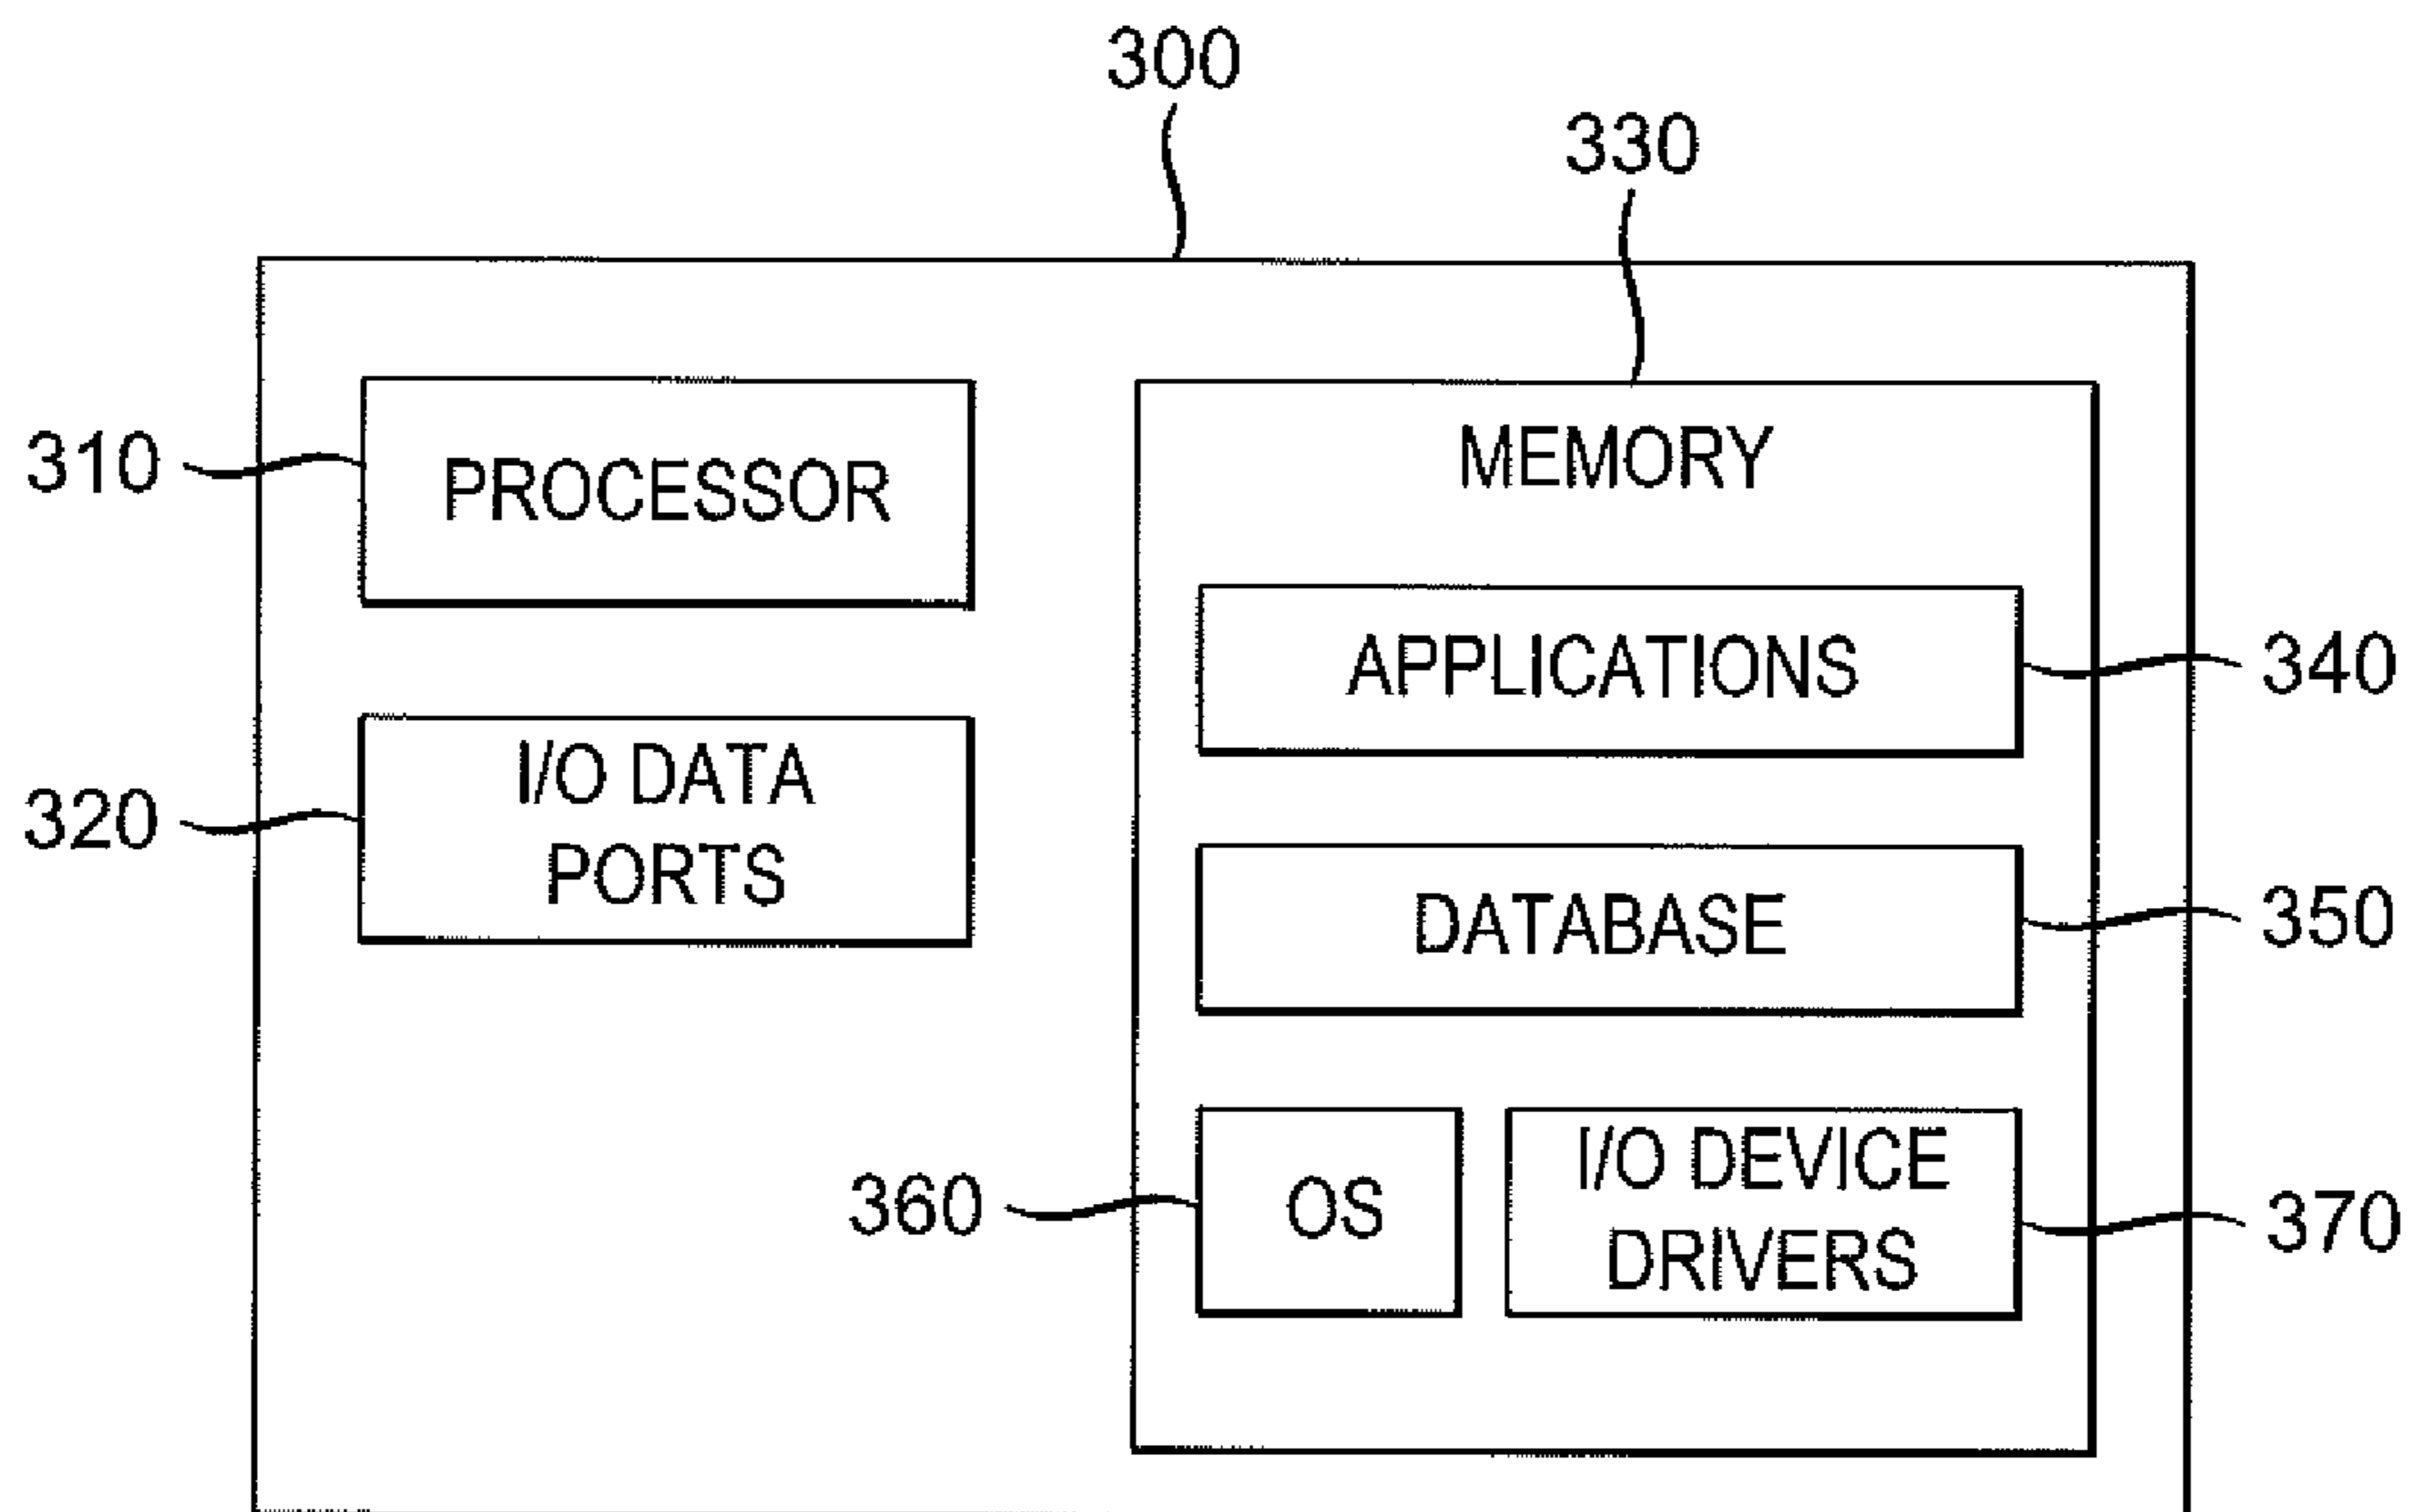 300
330
310
PROCESSOR
MEMORY
APPLICATIONS
340
320
I/O DATA
PORTS
DATABASE
350
360
OS
I/O DEVICE
DRIVERS
370